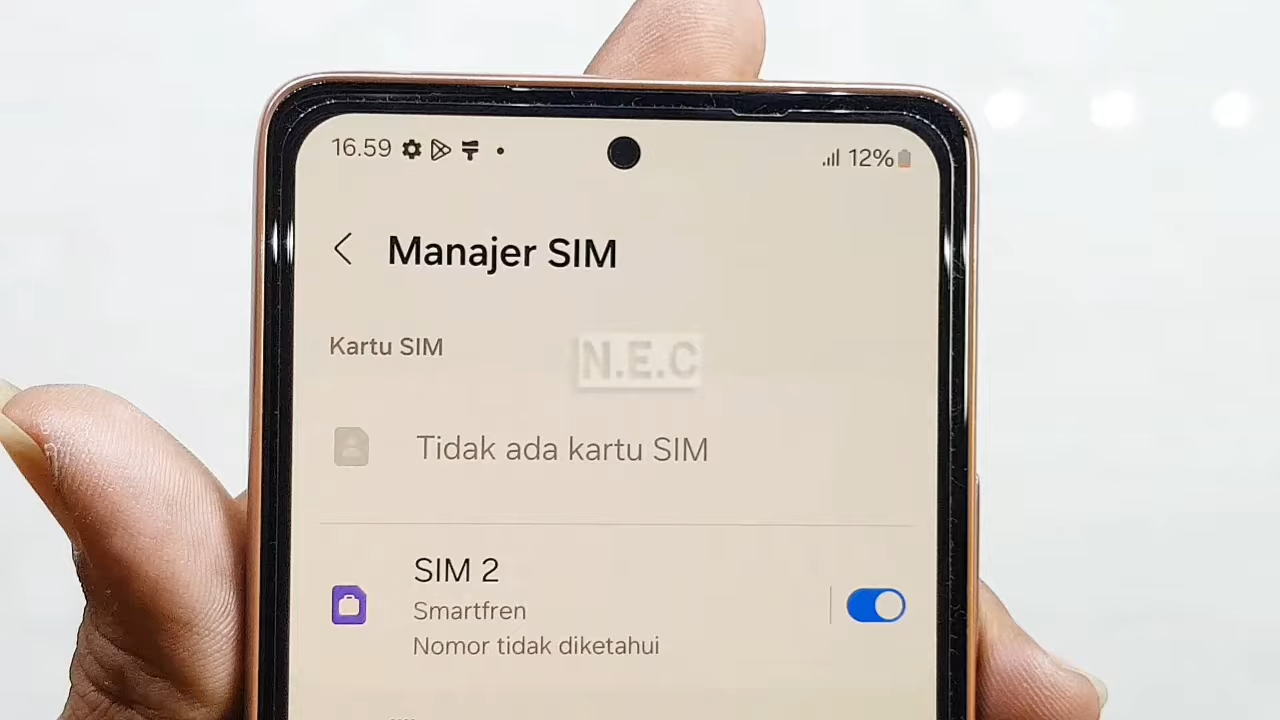 16.59
12%
Manajer SIM
Kartu SIM
N.E.C
Tidak ada kartu SIM
SIM 2
Smartfren
Nomor tidak diketahui